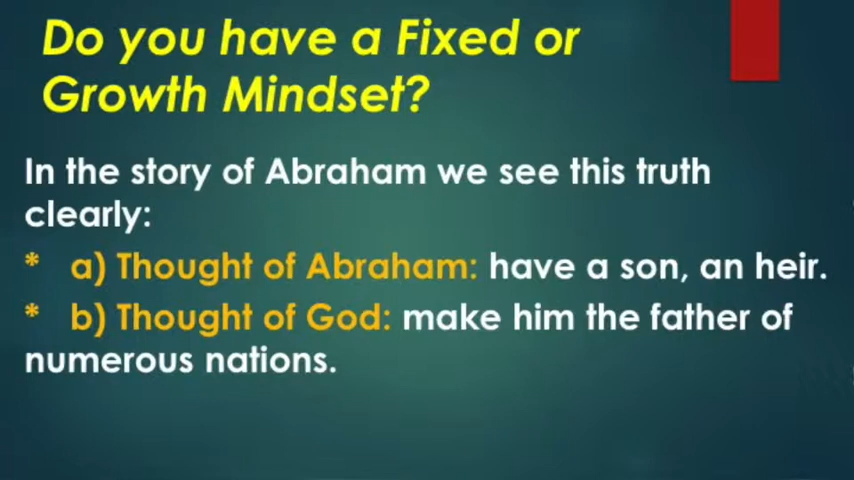 Do you have a Fixed or
Growth Mindset?
In the story of Abraham we see this truth
clearly:
* a) Thought of Abraham: have a son, an heir.
* b) Thought of God: make him the father of
numerous nations.